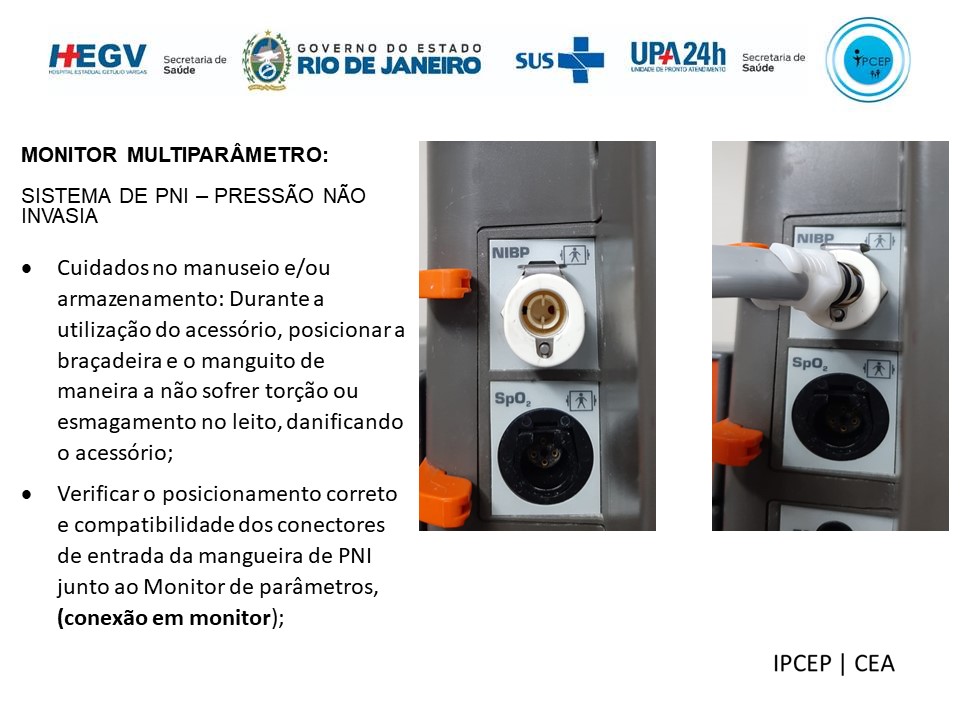 HEGV
HOSPITAL ESTADUAL GETULIO VARGAS
Secretaria de
Saúde
GOVERNO DO ESTADO
RIO DE JANEIRO
SUS
UPA24h
UNIDADE DE PRONTO ATENDIMENTO
Secretaria de
Saúde
IPCEP
MONITOR MULTIPARÂMETRO:
SISTEMA DE PNI – PRESSÃO NÃO
INVASIA
• Cuidados no manuseio e/ou
armazenamento: Durante a
utilização do acessório, posicionar a
braçadeira e o manguito de
maneira a não sofrer torção ou
esmagamento no leito, danificando
o acessório;
• Verificar o posicionamento correto
e compatibilidade dos conectores
de entrada da mangueira de PNI
junto ao Monitor de parâmetros,
(conexão em monitor);
NIBP
SpO₂
NIBP
SpO₂
IPCEP | CEA